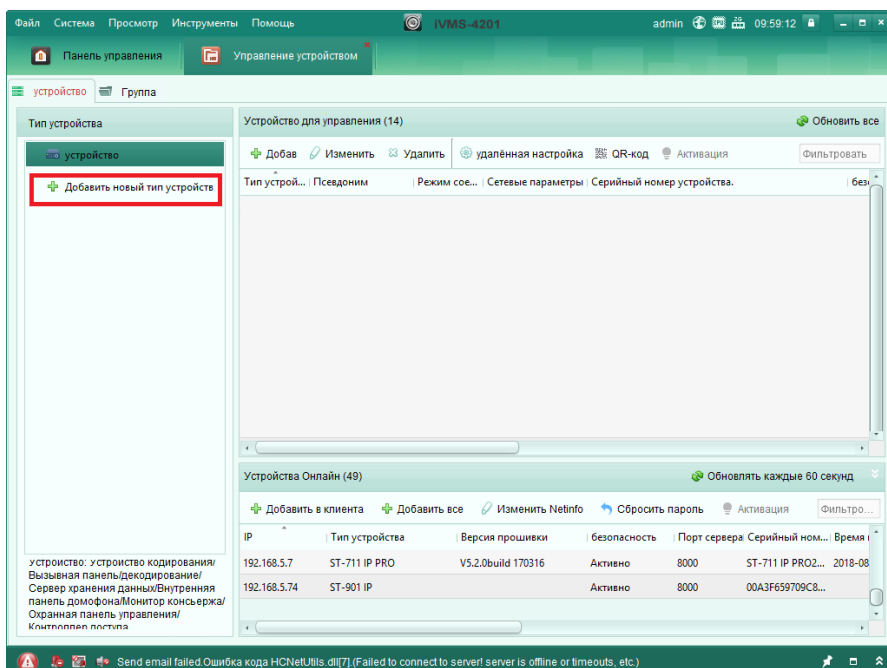 Файл Система Просмотр Инструменты Помощь iVMS-4201 admin 09:59:12
Панель управления Управление устройством
устройство Группа
Тип устройства
устройство
Добавить новый тип устройств
Устройство для управления (14) Обновить все
Добав Изменить Удалить удалённая настройка QR-код Активация Фильтровать
Тип устрой... Псевдоним Режим сое... Сетевые параметры Серийный номер устройства. без
Устройства Онлайн (49) Обновлять каждые 60 секунд
Добавить в клиента Добавить все Изменить Netinfo Сбросить пароль Активация Фильтро...
IP Тип устройства Версия прошивки безопасность Порт сервера Серийный ном... Время
192.168.5.7 ST-711 IP PRO V5.2.0build 170316 Активно 8000 ST-711 IP PRO2... 2018-08
192.168.5.74 ST-901 IP Активно 8000 00A3F659709C8...
Устройство: Устройство кодирования/
Вызывная панель/декодирование/
Сервер хранения данных/Внутренняя
панель домофона/Монитор консьержа/
Охранная панель управления/
Контроллер доступа
Send email failed.Ошибка кода HCNetUtils.dll[7].(Failed to connect to server! server is offline or timeouts, etc.)